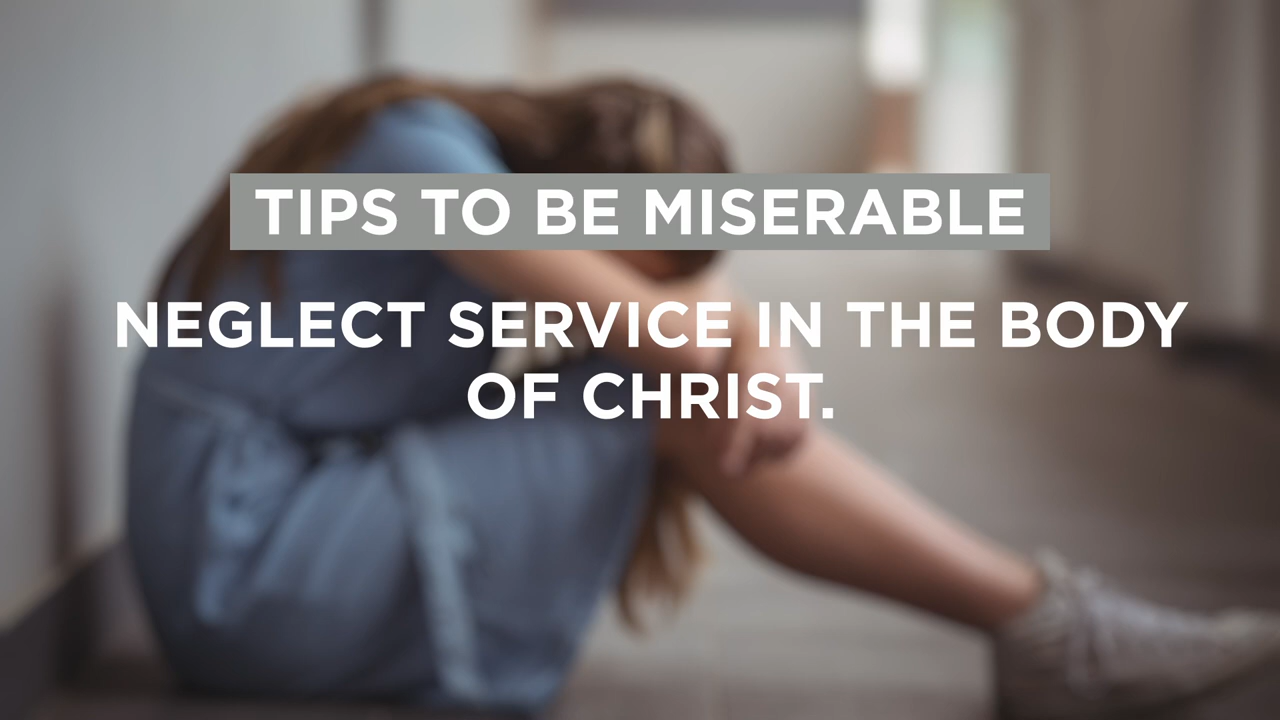 TIPS TO BE MISERABLE
NEGLECT SERVICE IN THE BODY
OF CHRIST.